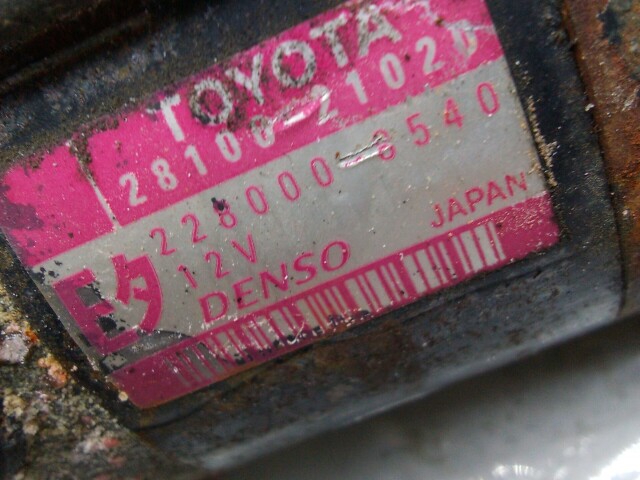 TOYOTA
28100-21020
228000-8540
12V
DENSO
JAPAN